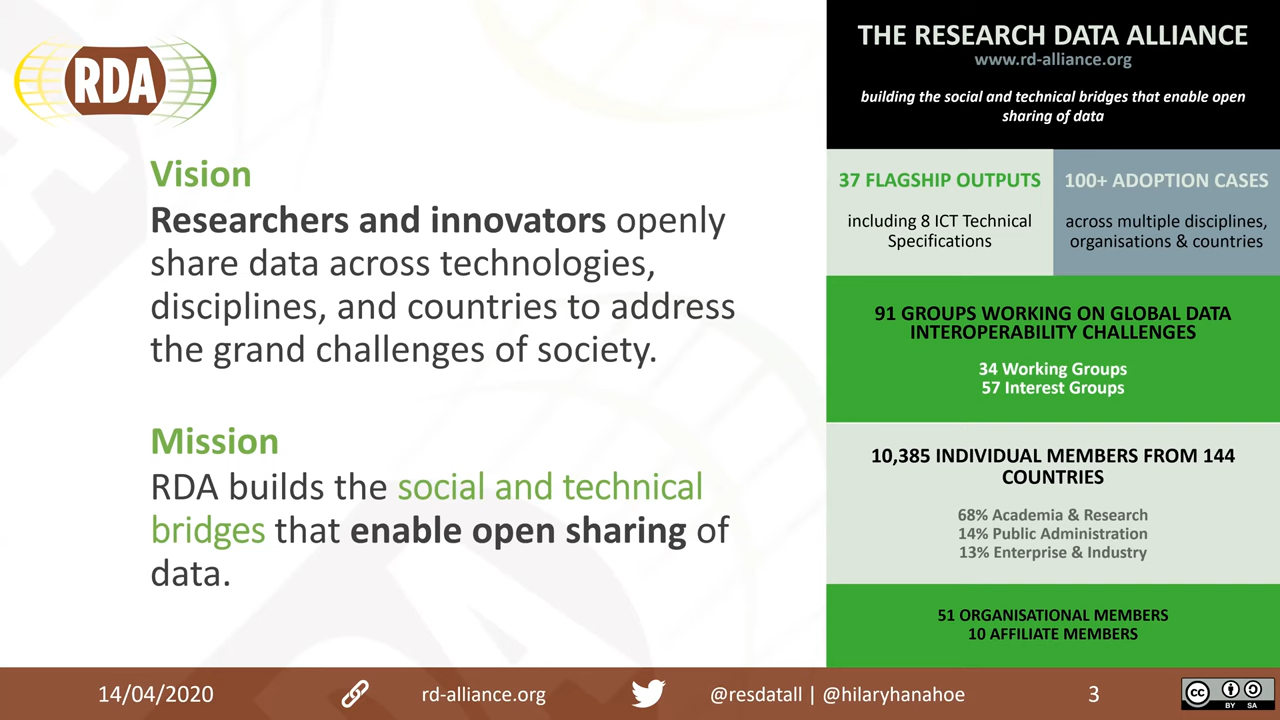 RDA
Vision
Researchers and innovators openly
share data across technologies,
disciplines, and countries to address
the grand challenges of society.
Mission
RDA builds the social and technical
bridges that enable open sharing of
data.
THE RESEARCH DATA ALLIANCE
www.rd-alliance.org
building the social and technical bridges that enable open
sharing of data
37 FLAGSHIP OUTPUTS
including 8 ICT Technical
Specifications
100+ ADOPTION CASES
across multiple disciplines,
organisations & countries
91 GROUPS WORKING ON GLOBAL DATA
INTEROPERABILITY CHALLENGES
34 Working Groups
57 Interest Groups
10,385 INDIVIDUAL MEMBERS FROM 144
COUNTRIES
68% Academia & Research
14% Public Administration
13% Enterprise & Industry
51 ORGANISATIONAL MEMBERS
10 AFFILIATE MEMBERS
14/04/2020 rd-alliance.org @resdatall | @hilaryhanahoe 3
cc BY SA